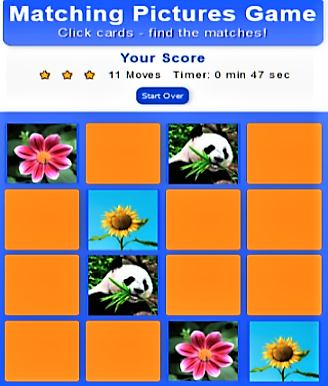 Matching Pictures Game
Click cards - find the matches!
Your Score
11 Moves Timer: 0 min 47 sec
Start Over